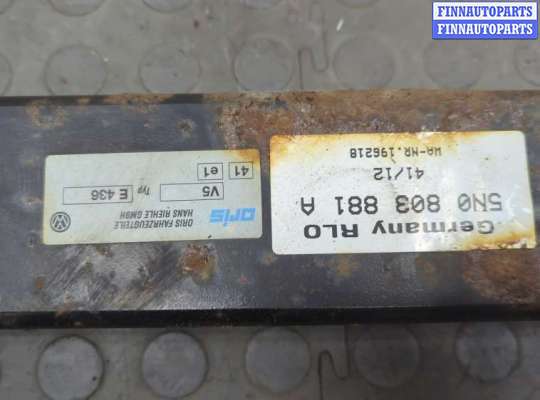 FINNAUTOPARTS
FINNAUTOPARTS
Germany RLO
5N0 803 881 A
41/12
WA-NR.196218
ORIS FAHRZEUGTEILE
HANS RIEHLE GMBH
oris
Typ E 436
V5
41 e1